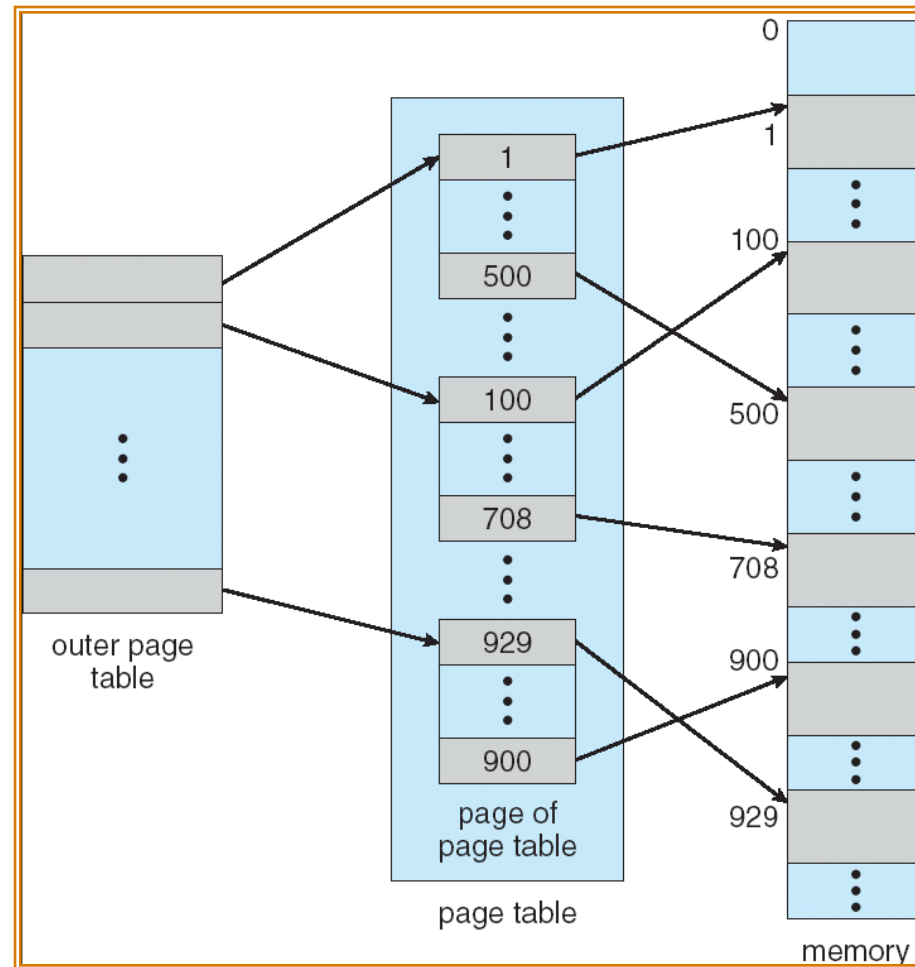 0
1
100
500
708
900
929
1
500
100
708
929
900
page of
page table
page table
outer page
table
memory